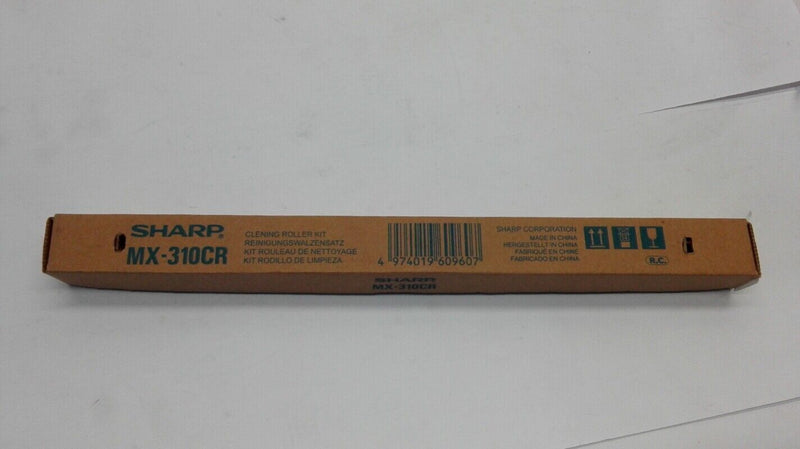 SHARP®
MX-310CR
CLENING ROLLER KIT
REINIGUNGSWALZENSATZ
KIT ROULEAU DE NETTOYAGE
KIT RODILLO DE LIMPIEZA
4 974019 609607
SHARP CORPORATION
MADE IN CHINA
HERGESTELLT IN CHINA
FABRIQUÉ EN CHINE
FABRICADO EN CHINA
R.C.
SHARP
MX-310CR